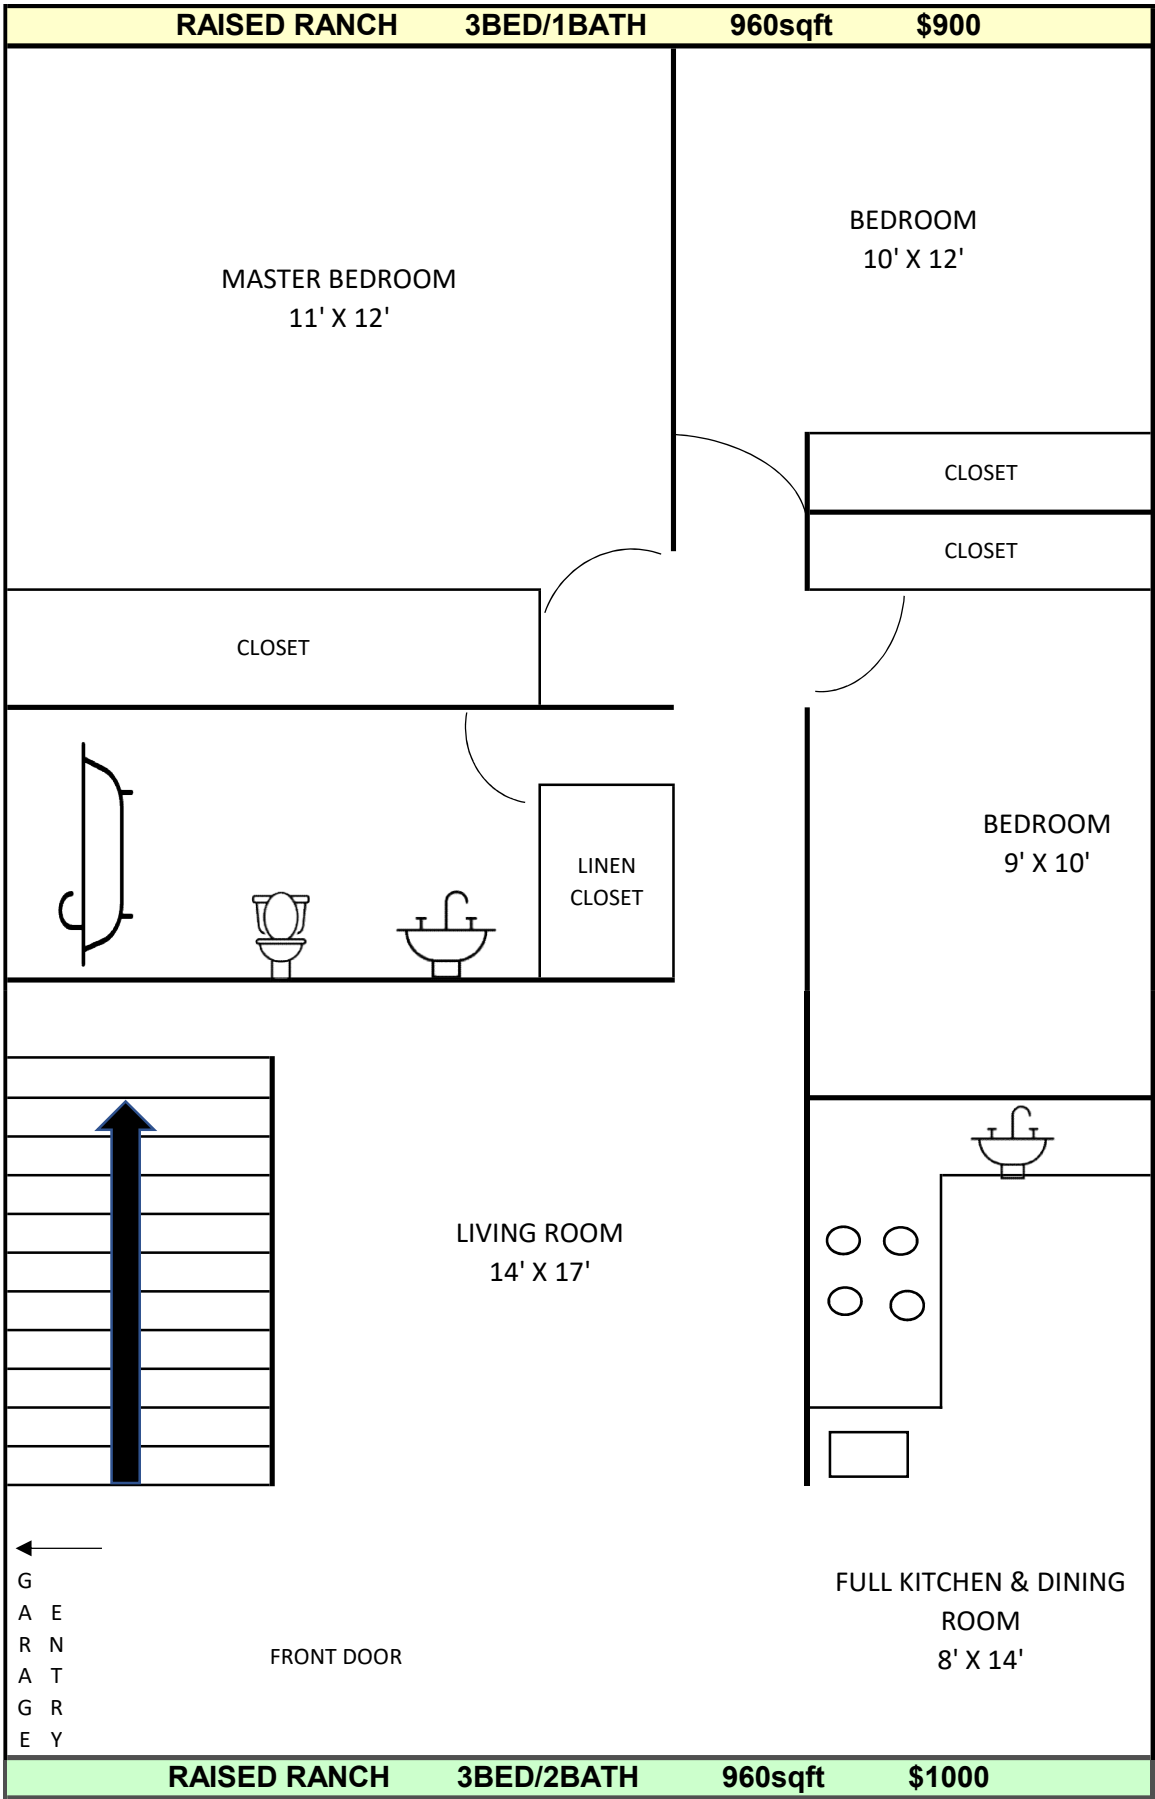 RAISED RANCH 3BED/1BATH 960sqft $900
BEDROOM
10' X 12'
MASTER BEDROOM
11' X 12'
CLOSET
CLOSET
CLOSET
BEDROOM
9' X 10'
LINEN
CLOSET
LIVING ROOM
14' X 17'
GARAGE
ENTRY
FRONT DOOR
FULL KITCHEN & DINING
ROOM
8' X 14'
RAISED RANCH 3BED/2BATH 960sqft $1000